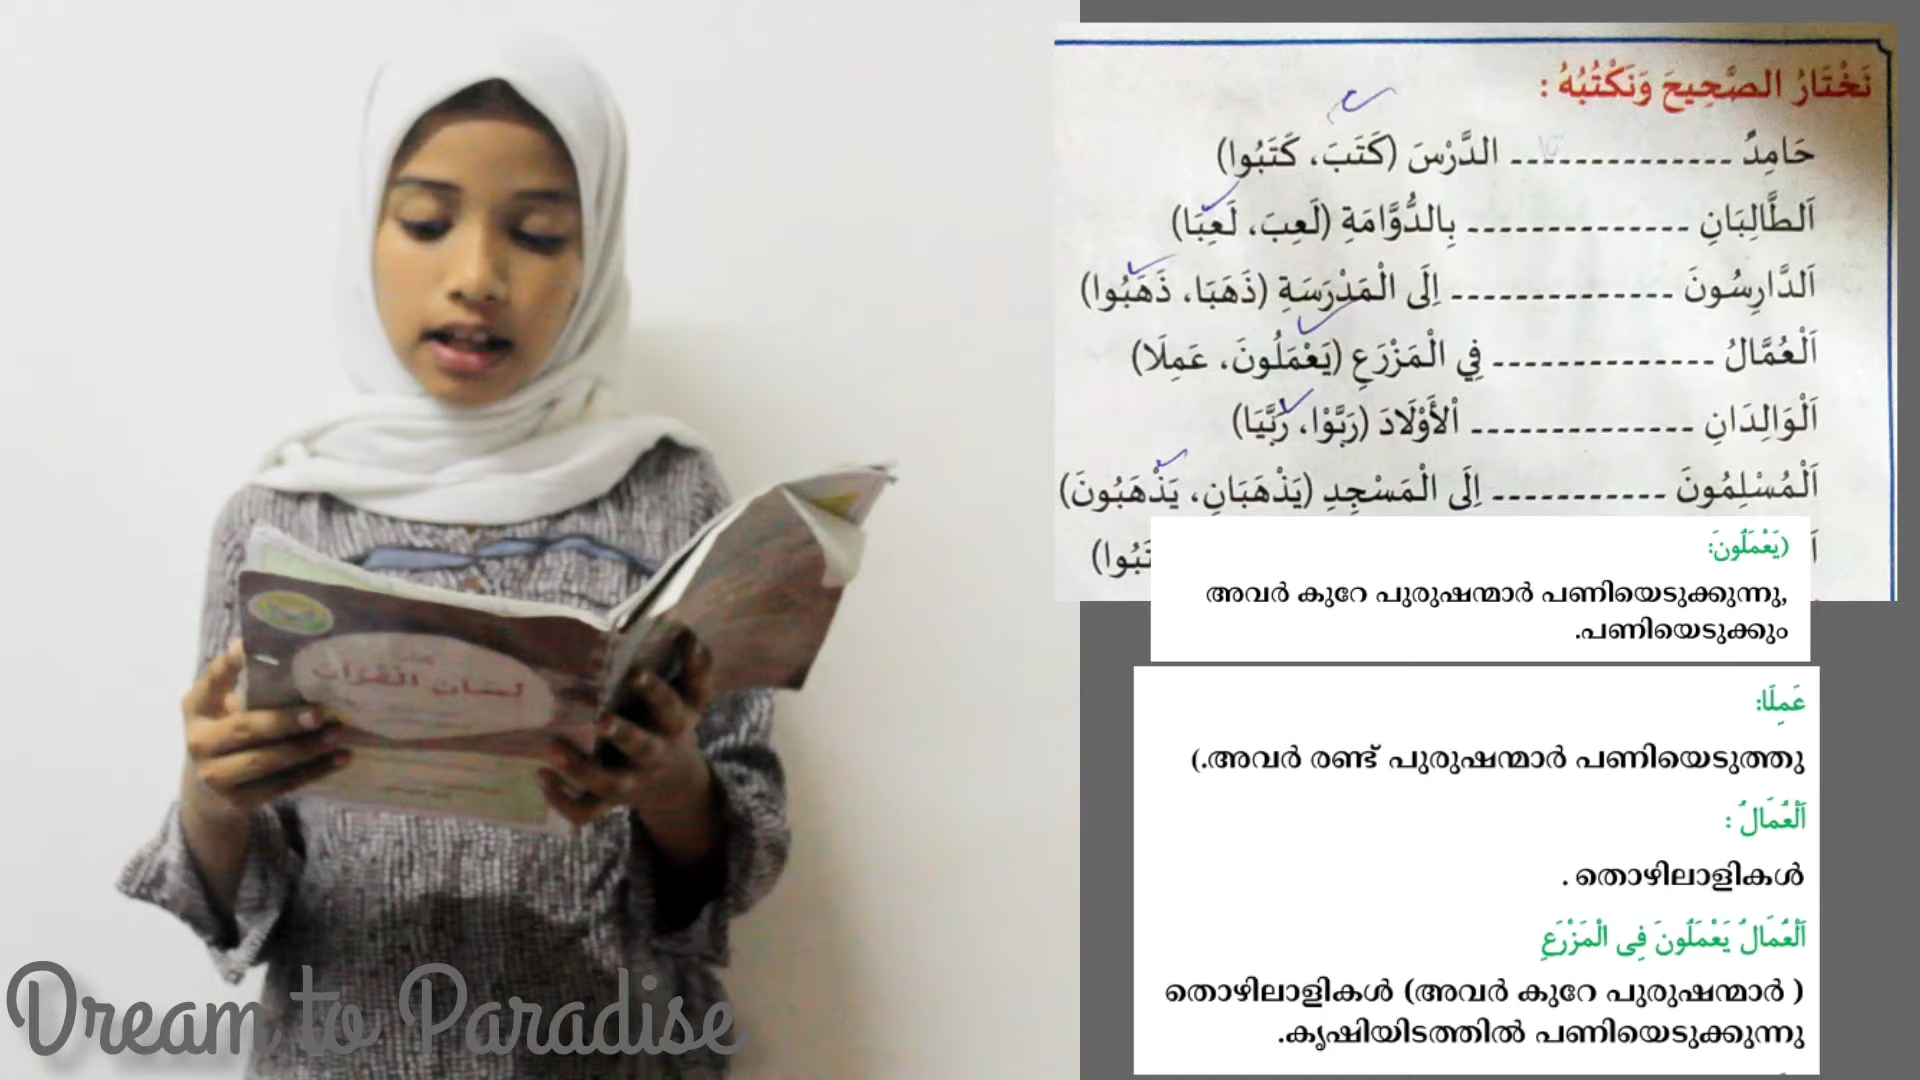 نَخْتَارُ الصَّحِيحَ وَنَكْتُبُهُ :
حَامِدٌ ـ ـ ـ ـ ـ ـ ـ ـ ـ ـ ـ ـ ـ ـ الدَّرْسَ (كَتَبَ، كَتَبُوا)
اَلطَّالِبَانِ ـ ـ ـ ـ ـ ـ ـ ـ ـ ـ ـ ـ ـ ـ بِالدُّوَّامَةِ (لَعِبَ، لَعِبَا)
اَلدَّارِسُونَ ـ ـ ـ ـ ـ ـ ـ ـ ـ ـ ـ ـ ـ ـ اِلَى الْمَدْرَسَةِ (ذَهَبَا، ذَهَبُوا)
اَلْعُمَّالُ ـ ـ ـ ـ ـ ـ ـ ـ ـ ـ ـ ـ ـ ـ فِي الْمَزْرَعِ (يَعْمَلُونَ، عَمِلَا)
اَلْوَالِدَانِ ـ ـ ـ ـ ـ ـ ـ ـ ـ ـ ـ ـ ـ ـ اْلأَوْلَادَ (رَبَّوْا، رَبَّيَا)
اَلْمُسْلِمُونَ ـ ـ ـ ـ ـ ـ ـ ـ ـ ـ ـ اِلَى الْمَسْجِدِ (يَذْهَبَانِ، يَذْهَبُونَ)
(يَعْمَلُونَ:
അവർ കുറേ പുരുഷന്മാർ പണിയെടുക്കുന്നു,
.പണിയെടുക്കും
عَمِلَا:
(.അവർ രണ്ട് പുരുഷന്മാർ പണിയെടുത്തു
اَلْعُمَالُ :
. തൊഴിലാളികൾ
اَلْعُمَالُ يَعْمَلُونَ فِى الْمَزْرَعِ
തൊഴിലാളികൾ (അവർ കുറേ പുരുഷന്മാർ )
.കൃഷിയിടത്തിൽ പണിയെടുക്കുന്നു
لسان القرآن
Dream to Paradise